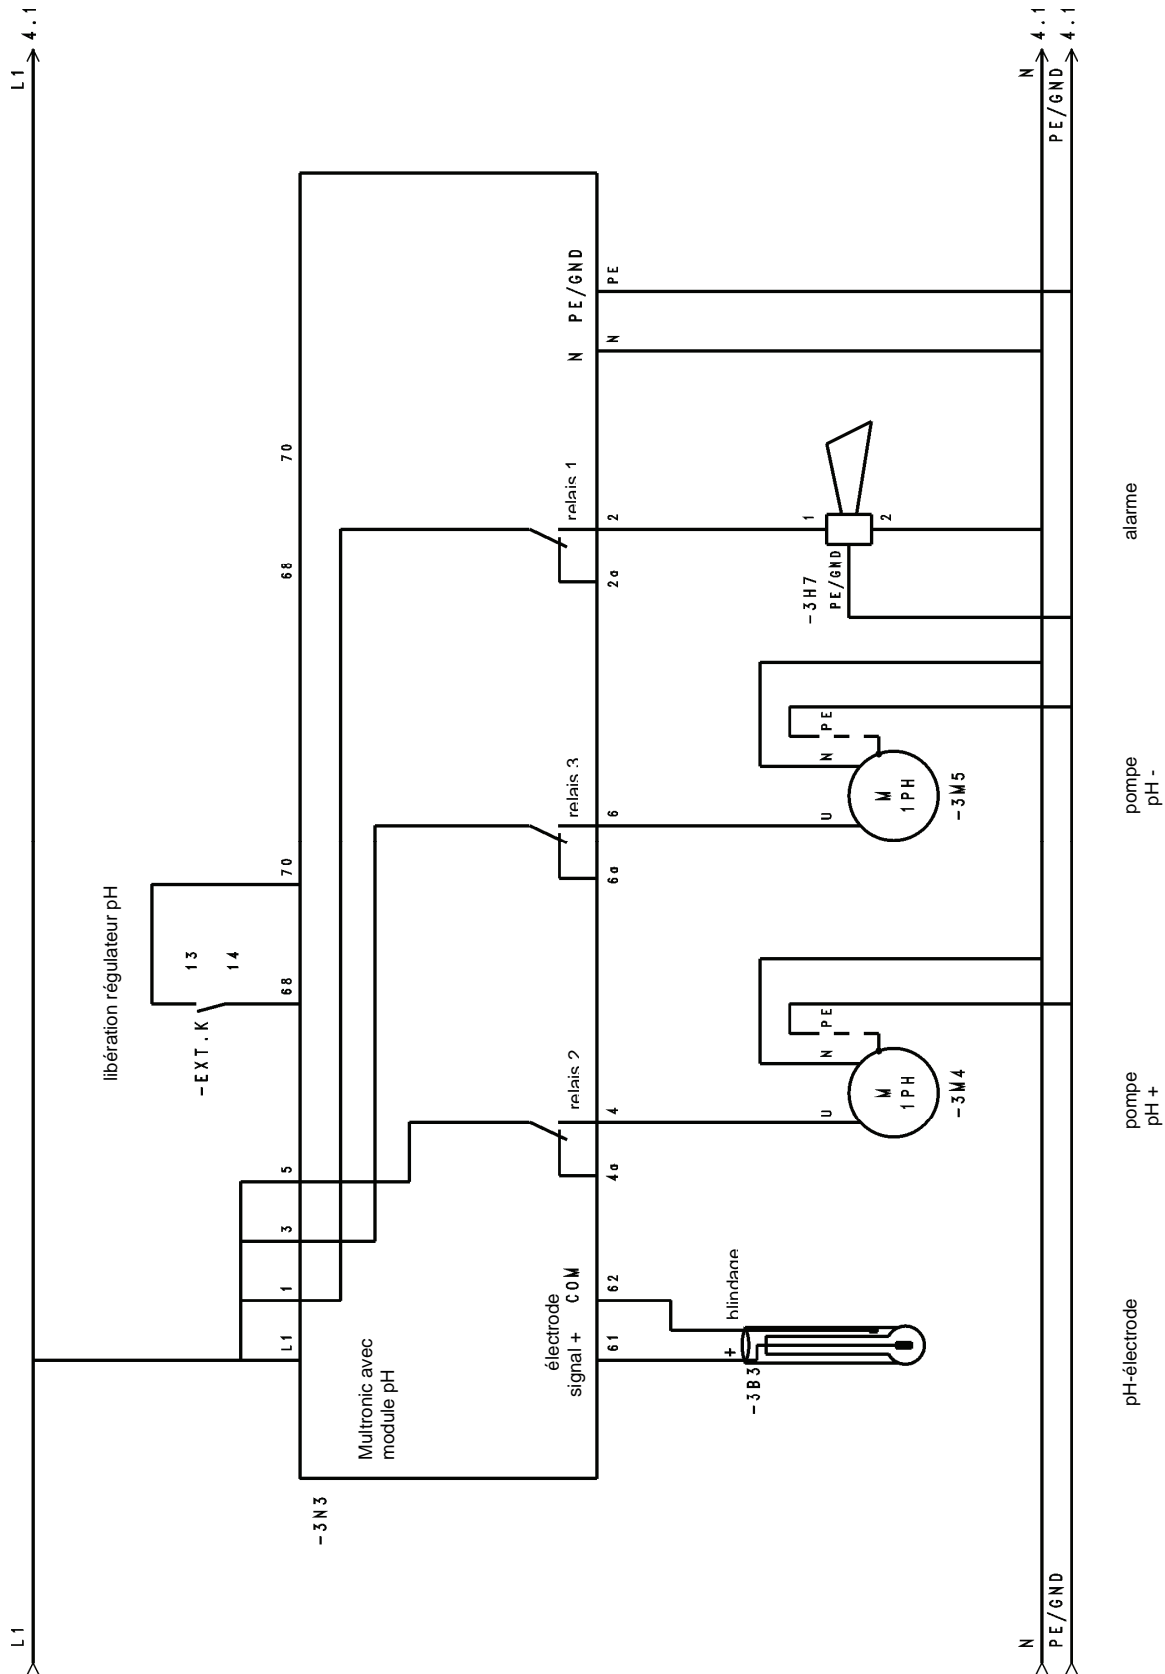 L1
L1
4.1
libération régulateur pH
-EXT.K
13
14
L1
1
3
5
68
70
68
70
-3N3
Multronic avec
module pH
électrode
signal +
COM
relais 2
relais 3
relais 1
N
PE/GND
61
62
4a
4
6a
6
2a
2
N
PE
-3B3
+
blindage
U
N
PE
M
1PH
-3M4
U
N
PE
M
1PH
-3M5
-3H7
PE/GND
1
2
N
N
4.1
PE/GND
PE/GND
4.1
pH-électrode
pompe
pH +
pompe
pH -
alarme